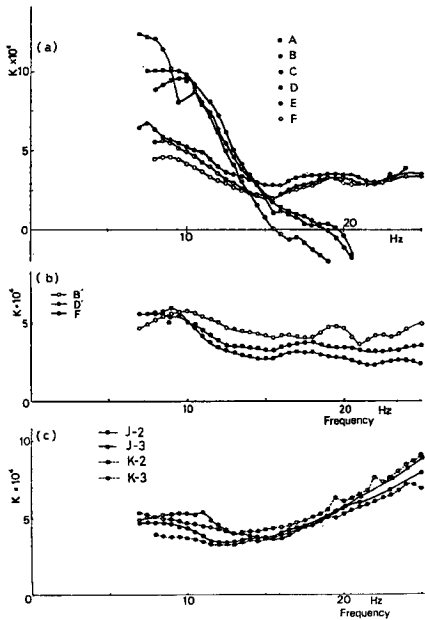 (a)
K ×10⁴
10
5
0
A
B
C
D
E
F
10
20
Hz
(b)
K × 10⁴
5
0
B´
D´
F
10
20
Hz
Frequency
(c)
K × 10⁴
10
5
0
J-2
J-3
K-2
K-3
10
20
Hz
Frequency